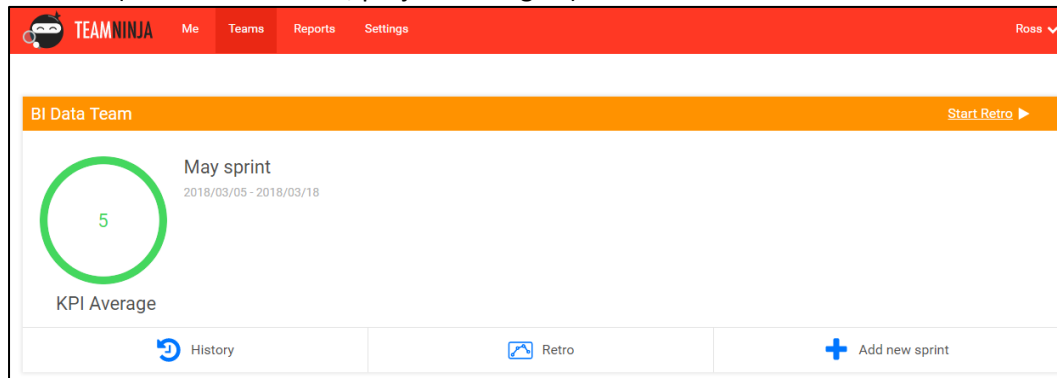 TEAMNINJA Me Teams Reports Settings Ross
BI Data Team Start Retro
May sprint
2018/03/05 - 2018/03/18
5
KPI Average
History Retro Add new sprint